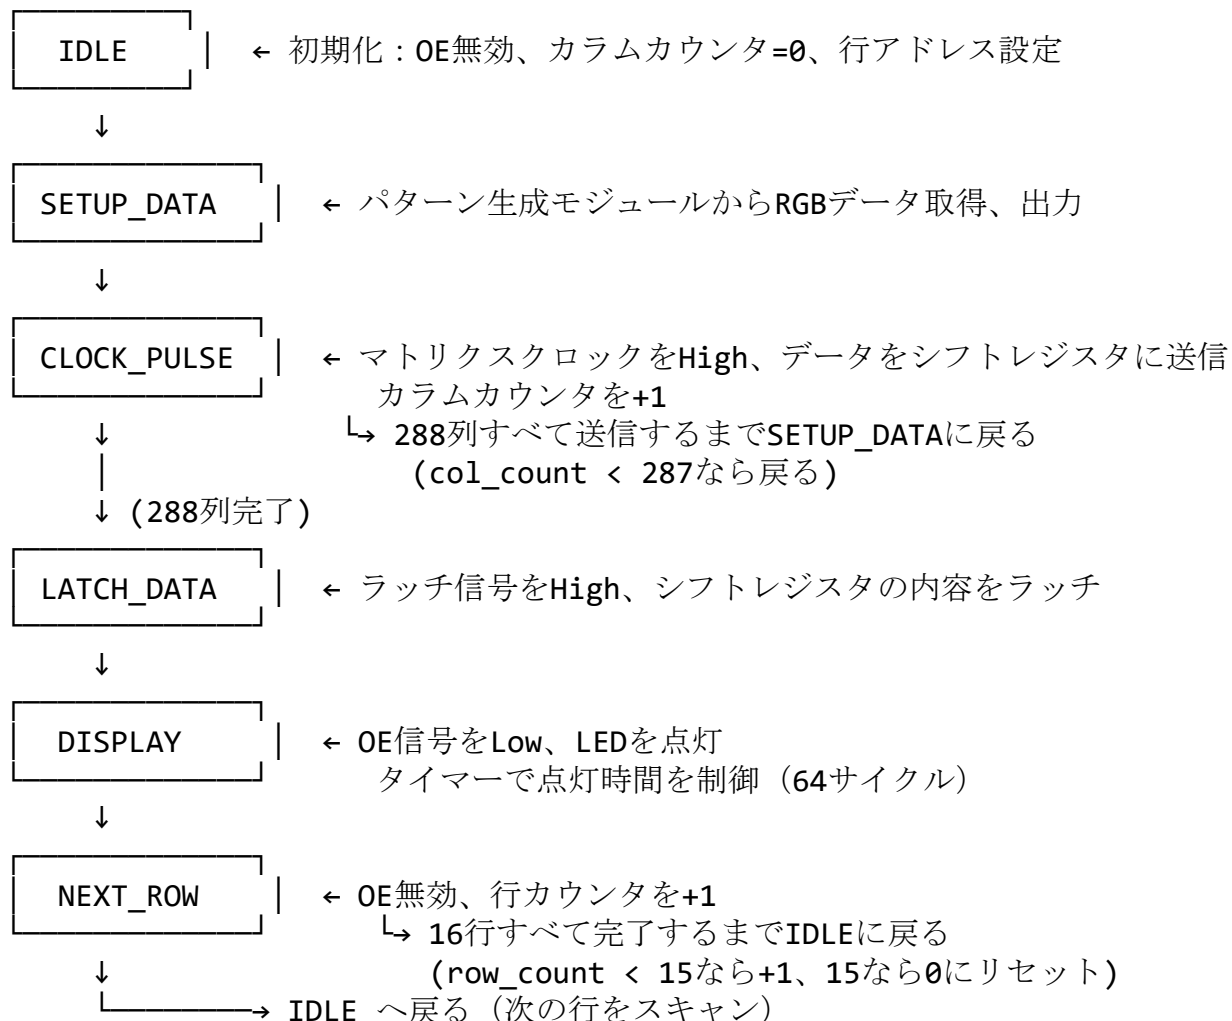 IDLE ← 初期化：OE無効、カラムカウンタ=0、行アドレス設定
↓
SETUP_DATA ← パターン生成モジュールからRGBデータ取得、出力
↓
CLOCK_PULSE ← マトリクスクロックをHigh、データをシフトレジスタに送信
カラムカウンタを+1
↓ └→ 288列すべて送信するまでSETUP_DATAに戻る
│ (col_count < 287なら戻る)
↓ (288列完了)
LATCH_DATA ← ラッチ信号をHigh、シフトレジスタの内容をラッチ
↓
DISPLAY ← OE信号をLow、LEDを点灯
タイマーで点灯時間を制御（64サイクル）
↓
NEXT_ROW ← OE無効、行カウンタを+1
└→ 16行すべて完了するまでIDLEに戻る
↓ (row_count < 15なら+1、15なら0にリセット)
└────────→ IDLE へ戻る（次の行をスキャン）